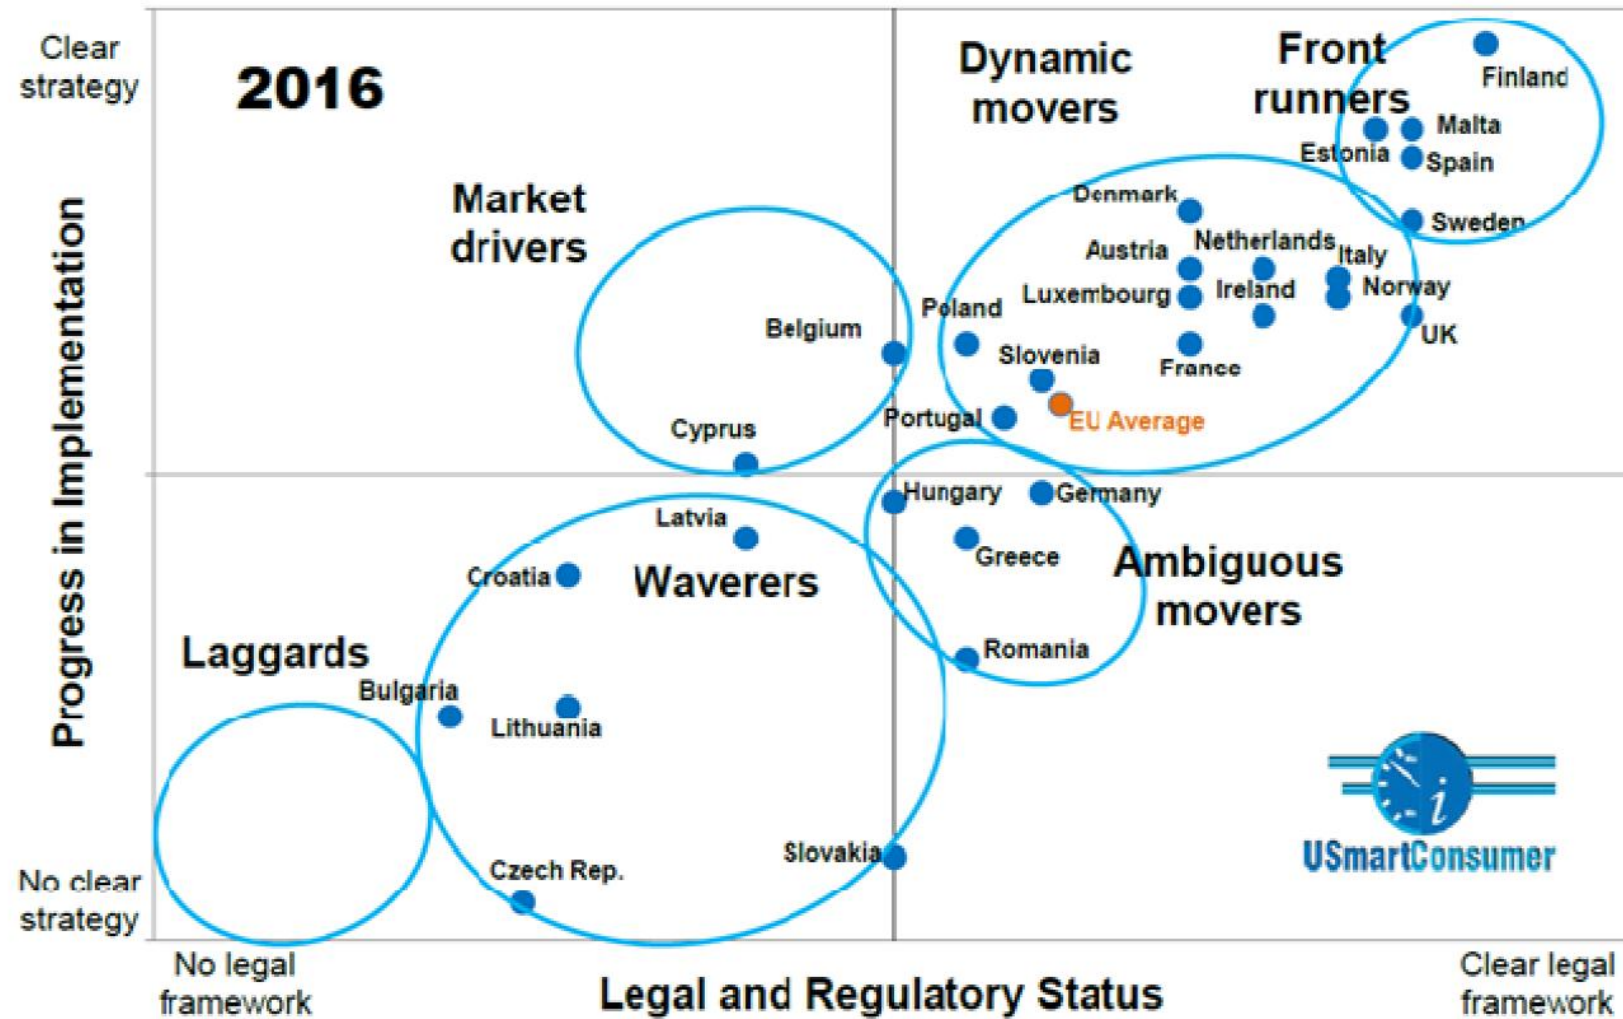 Clear
strategy
2016
Dynamic
movers
Front
runners
Finland
Malta
Estonia
Spain
Sweden
Market
drivers
Denmark
Austria
Netherlands
Italy
Luxembourg
Ireland
Norway
Poland
UK
Belgium
Slovenia
France
Portugal
EU Average
Cyprus
Progress in Implementation
Hungary
Germany
Latvia
Greece
Croatia
Waverers
Ambiguous
movers
Romania
Laggards
Bulgaria
Lithuania
Slovakia
Czech Rep.
i
USmartConsumer
No clear
strategy
No legal
framework
Legal and Regulatory Status
Clear legal
framework